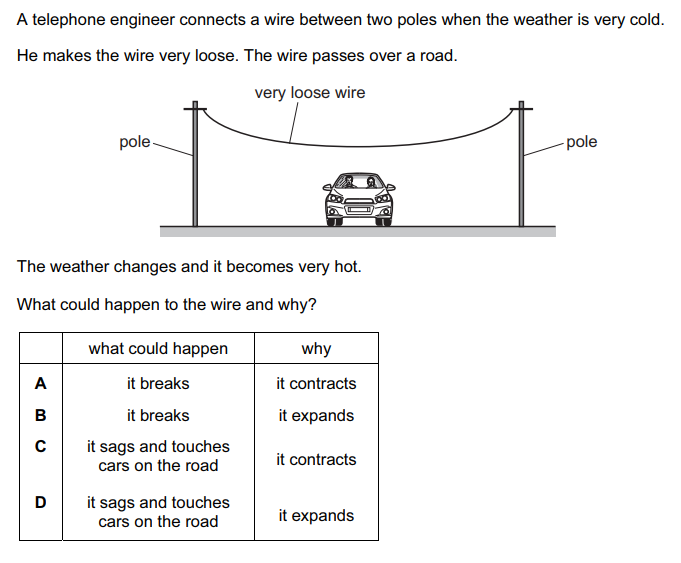 A telephone engineer connects a wire between two poles when the weather is very cold.
He makes the wire very loose. The wire passes over a road.
very loose wire
pole
pole
The weather changes and it becomes very hot.
What could happen to the wire and why?
what could happen why
A it breaks it contracts
B it breaks it expands
C it sags and touches
cars on the road it contracts
D it sags and touches
cars on the road it expands